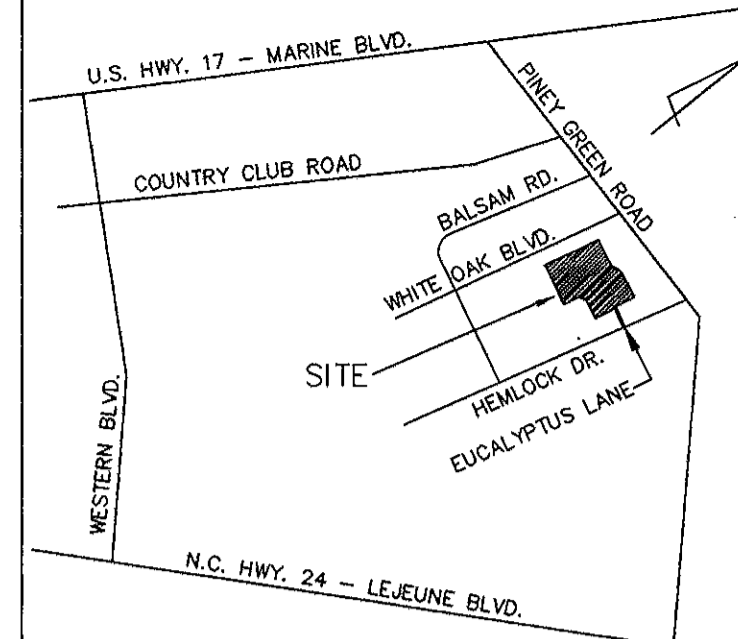 U.S. HWY. 17 - MARINE BLVD.
PINEY GREEN ROAD
COUNTRY CLUB ROAD
BALSAM RD.
WHITE OAK BLVD.
SITE
HEMLOCK DR.
EUCALYPTUS LANE
WESTERN BLVD.
N.C. HWY. 24 - LEJEUNE BLVD.